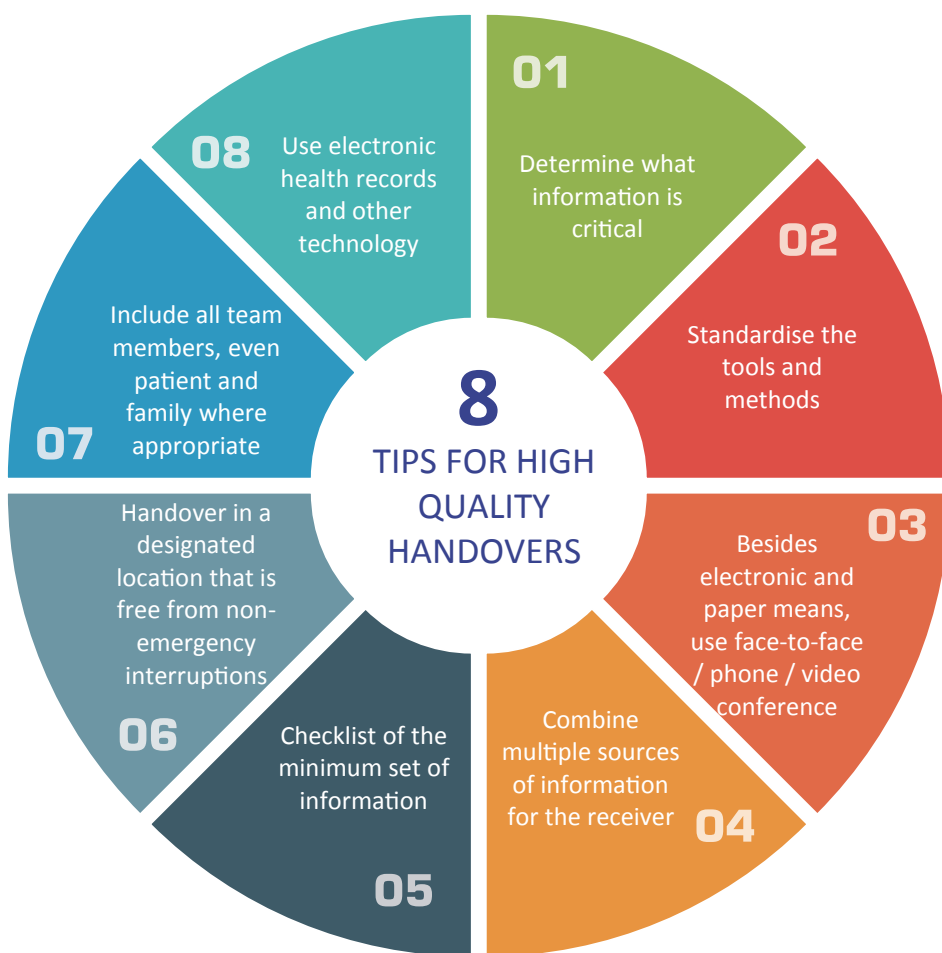 8
TIPS FOR HIGH
QUALITY
HANDOVERS
01
Determine what
information is
critical
02
Standardise the
tools and
methods
03
Besides
electronic and
paper means,
use face-to-face
/ phone / video
conference
04
Combine
multiple sources
of information
for the receiver
05
Checklist of the
minimum set of
information
06
Handover in a
designated
location that is
free from non-
emergency
interruptions
07
Include all team
members, even
patient and
family where
appropriate
08
Use electronic
health records
and other
technology